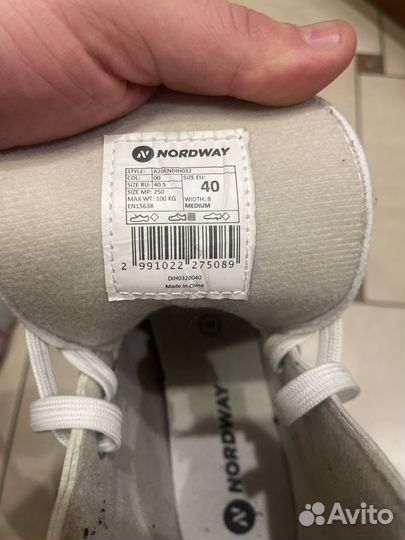 NORDWAY
STYLE: A20ENDIH032
COL: 00
SIZE RU: 40.5
SIZE MP: 250
MAX WT: 100 KG
EN15638
SIZE EU:
40
WIDTH: B
MEDIUM
2 991022 275089
DIH0320040
Made in China
NORDWAY
Avito